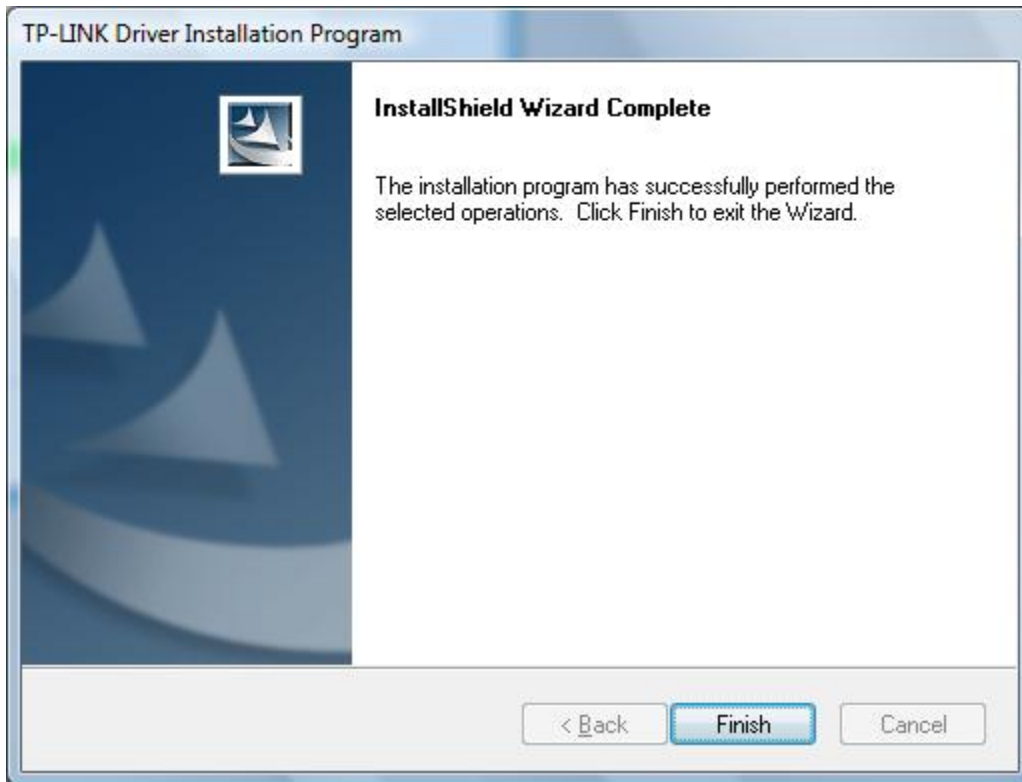 TP-LINK Driver Installation Program
InstallShield Wizard Complete
The installation program has successfully performed the
selected operations.  Click Finish to exit the Wizard.
< Back
Finish
Cancel